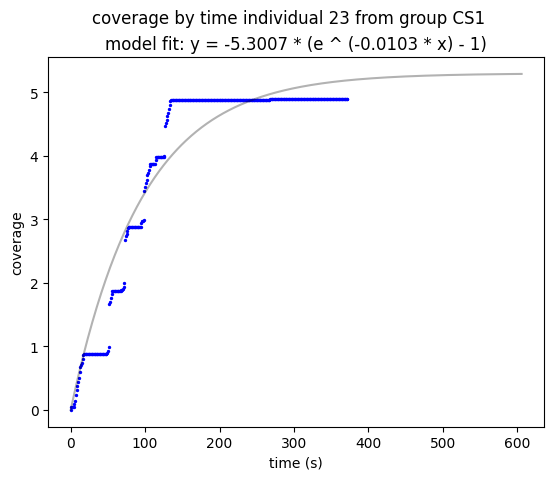 coverage by time individual 23 from group CS1
model fit: y = -5.3007 * (e ^ (-0.0103 * x) - 1)
5
4
3
2
1
0
coverage
0 100 200 300 400 500 600
time (s)